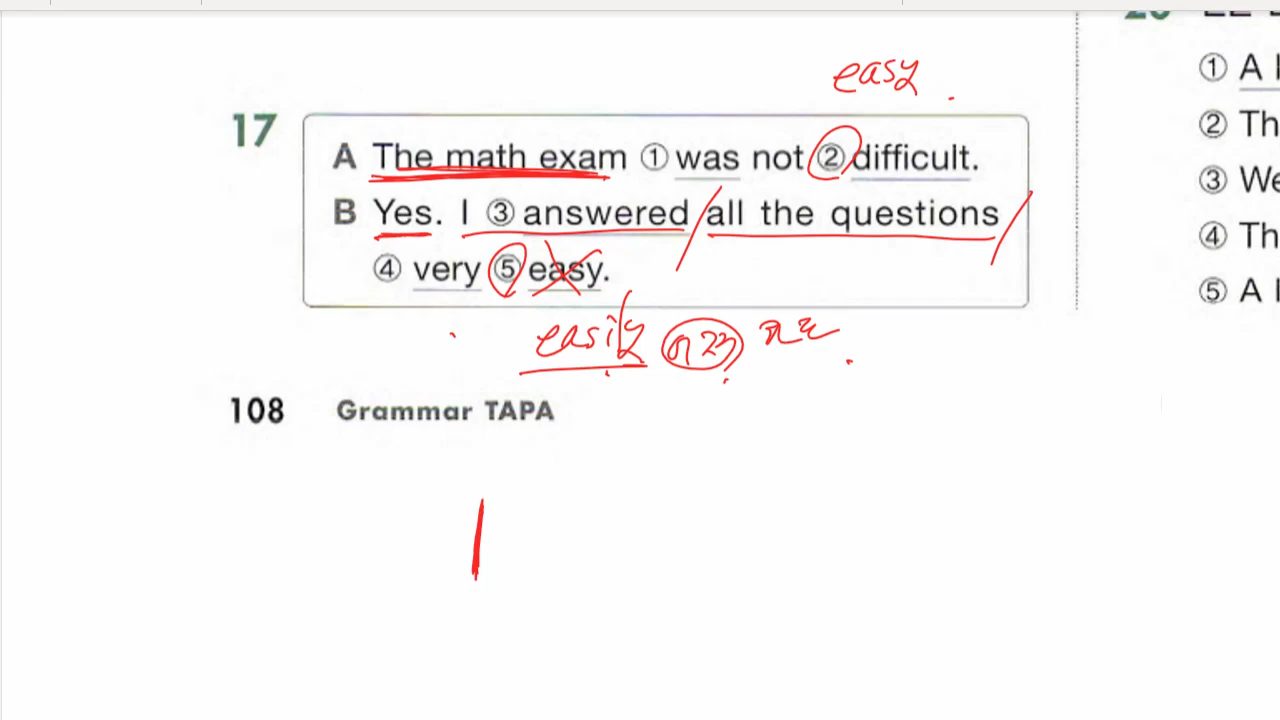 easy
17
A The math exam ① was not ② difficult.
B Yes. I ③ answered all the questions
④ very ⑤ easy.
easily
108 Grammar TAPA
① A
② Th
③ We
④ Th
⑤ A